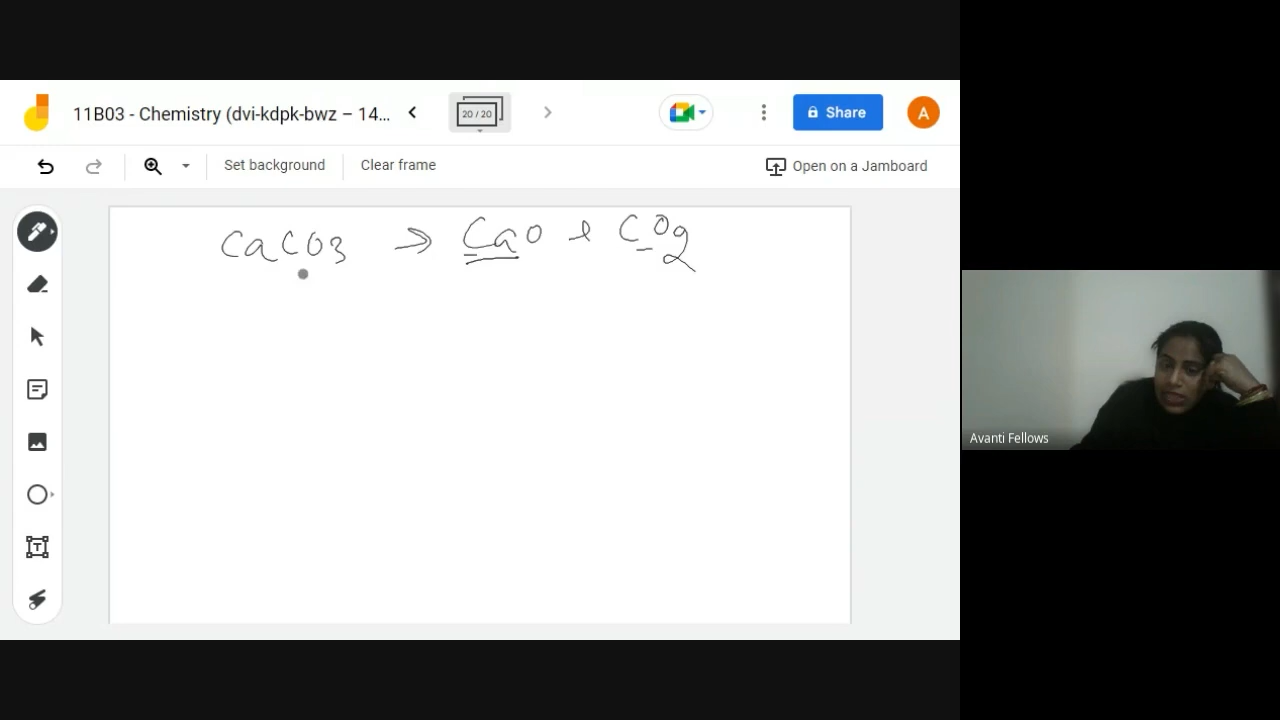 11B03 - Chemistry (dvi-kdpk-bwz – 14...
20 / 20
Share
A
Set background
Clear frame
Open on a Jamboard
CaCO3 → CaO + CO2
T
Avanti Fellows